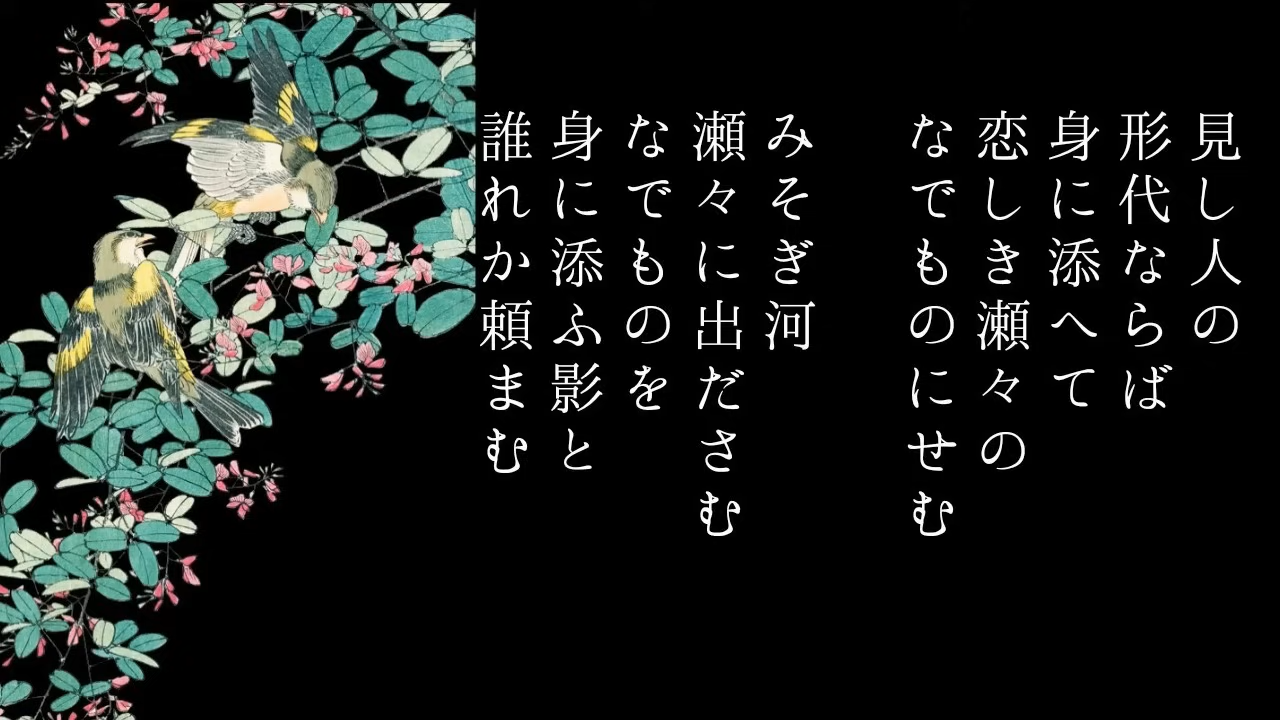 見し人の
形代ならば
身に添へて
恋しき瀬々の
なでものにせむ
みそぎ河
瀬々に出ださむ
なでものを
身に添ふ影と
誰れか頼まむ